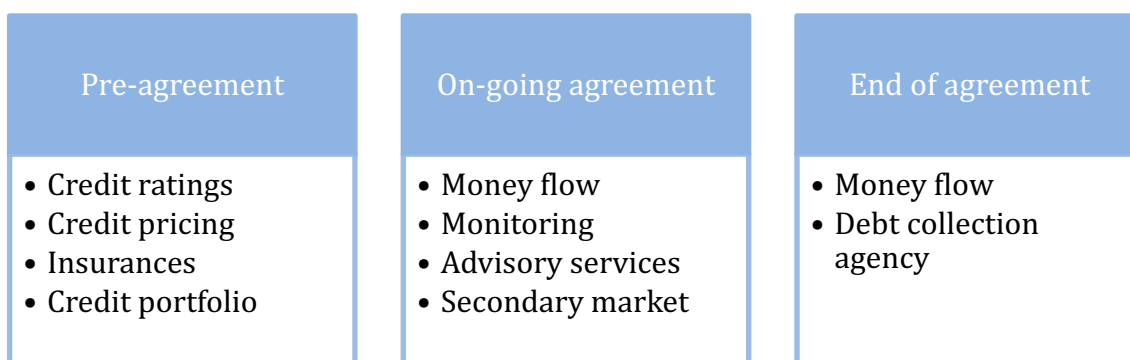 Pre-agreement
• Credit ratings
• Credit pricing
• Insurances
• Credit portfolio
On-going agreement
• Money flow
• Monitoring
• Advisory services
• Secondary market
End of agreement
• Money flow
• Debt collection
agency